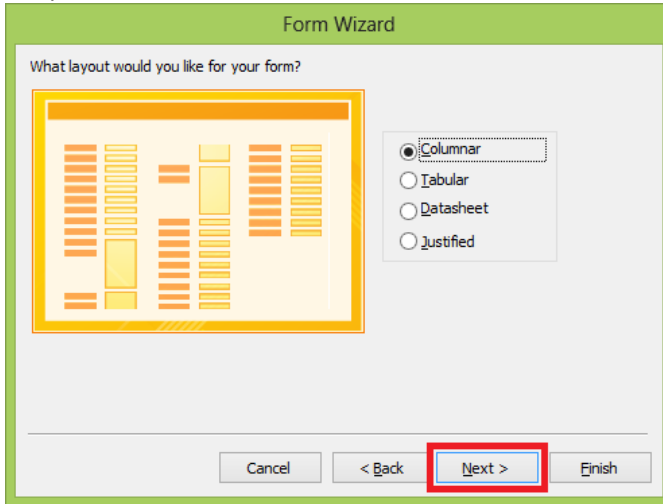 Form Wizard
What layout would you like for your form?
Columnar
Tabular
Datasheet
Justified
Cancel
< Back
Next >
Finish